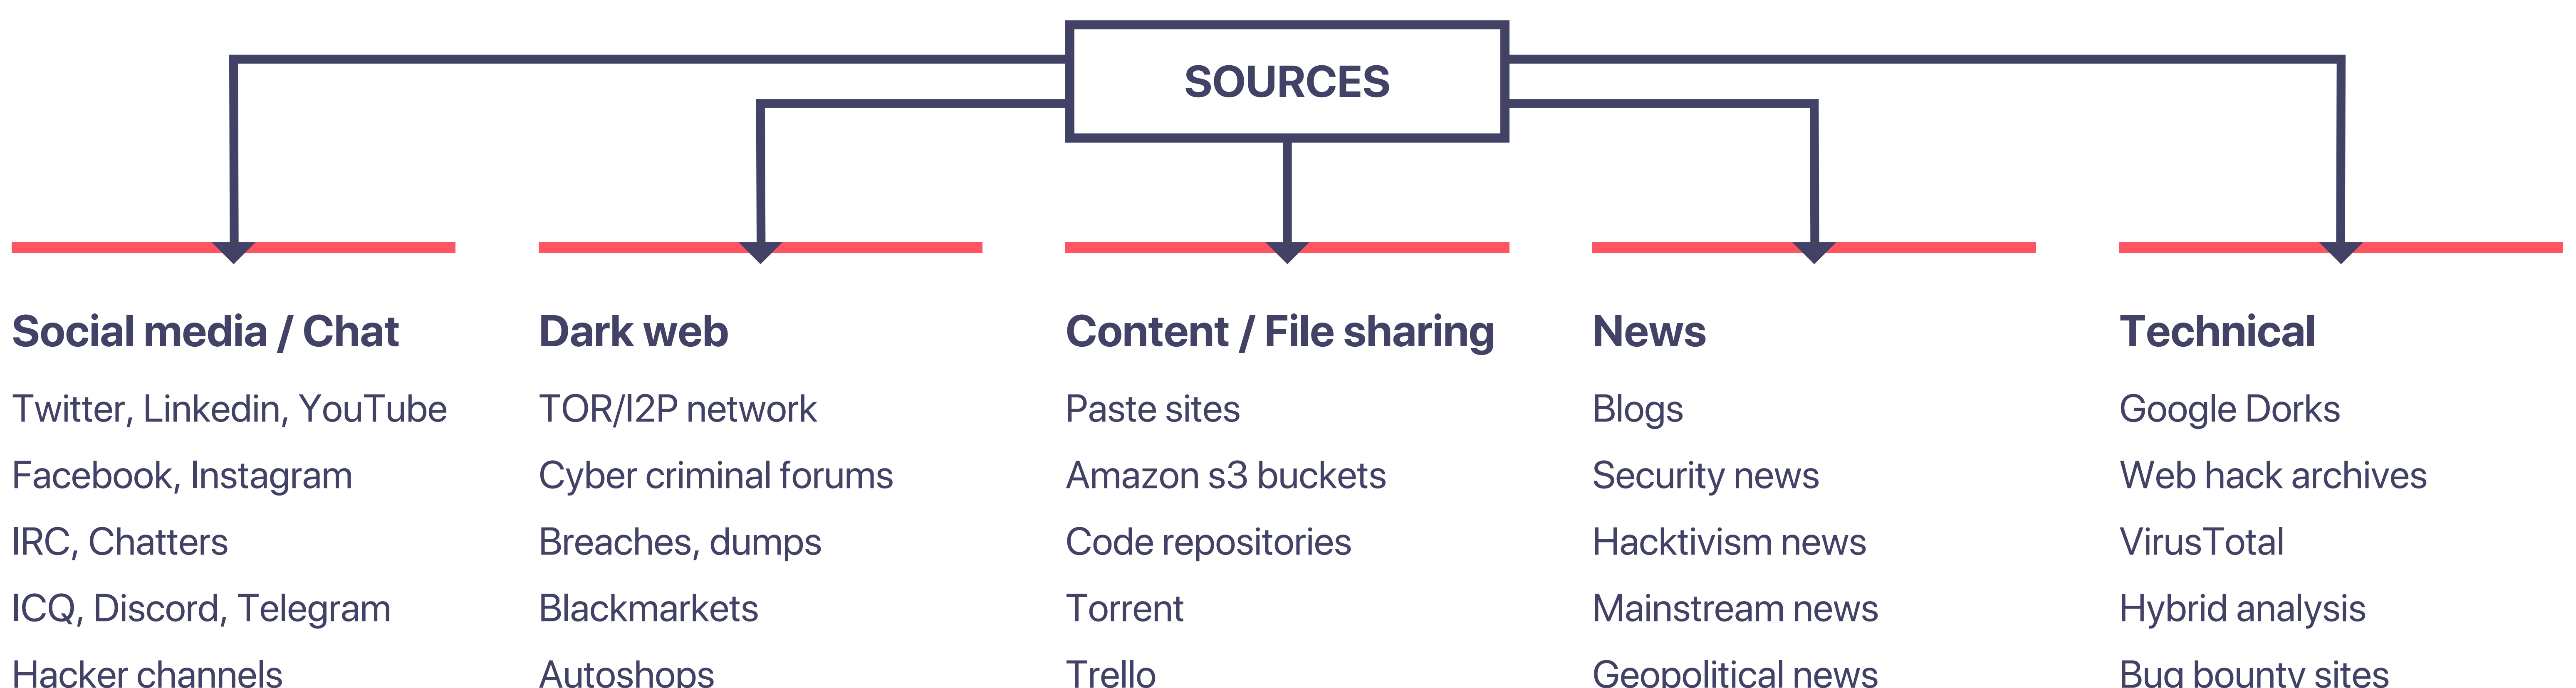 SOURCES
Social media / Chat
Twitter, Linkedin, YouTube
Facebook, Instagram
IRC, Chatters
ICQ, Discord, Telegram
Hacker channels
Dark web
TOR/I2P network
Cyber criminal forums
Breaches, dumps
Blackmarkets
Autoshops
Content / File sharing
Paste sites
Amazon s3 buckets
Code repositories
Torrent
Trello
News
Blogs
Security news
Hacktivism news
Mainstream news
Geopolitical news
Technical
Google Dorks
Web hack archives
VirusTotal
Hybrid analysis
Bug bounty sites